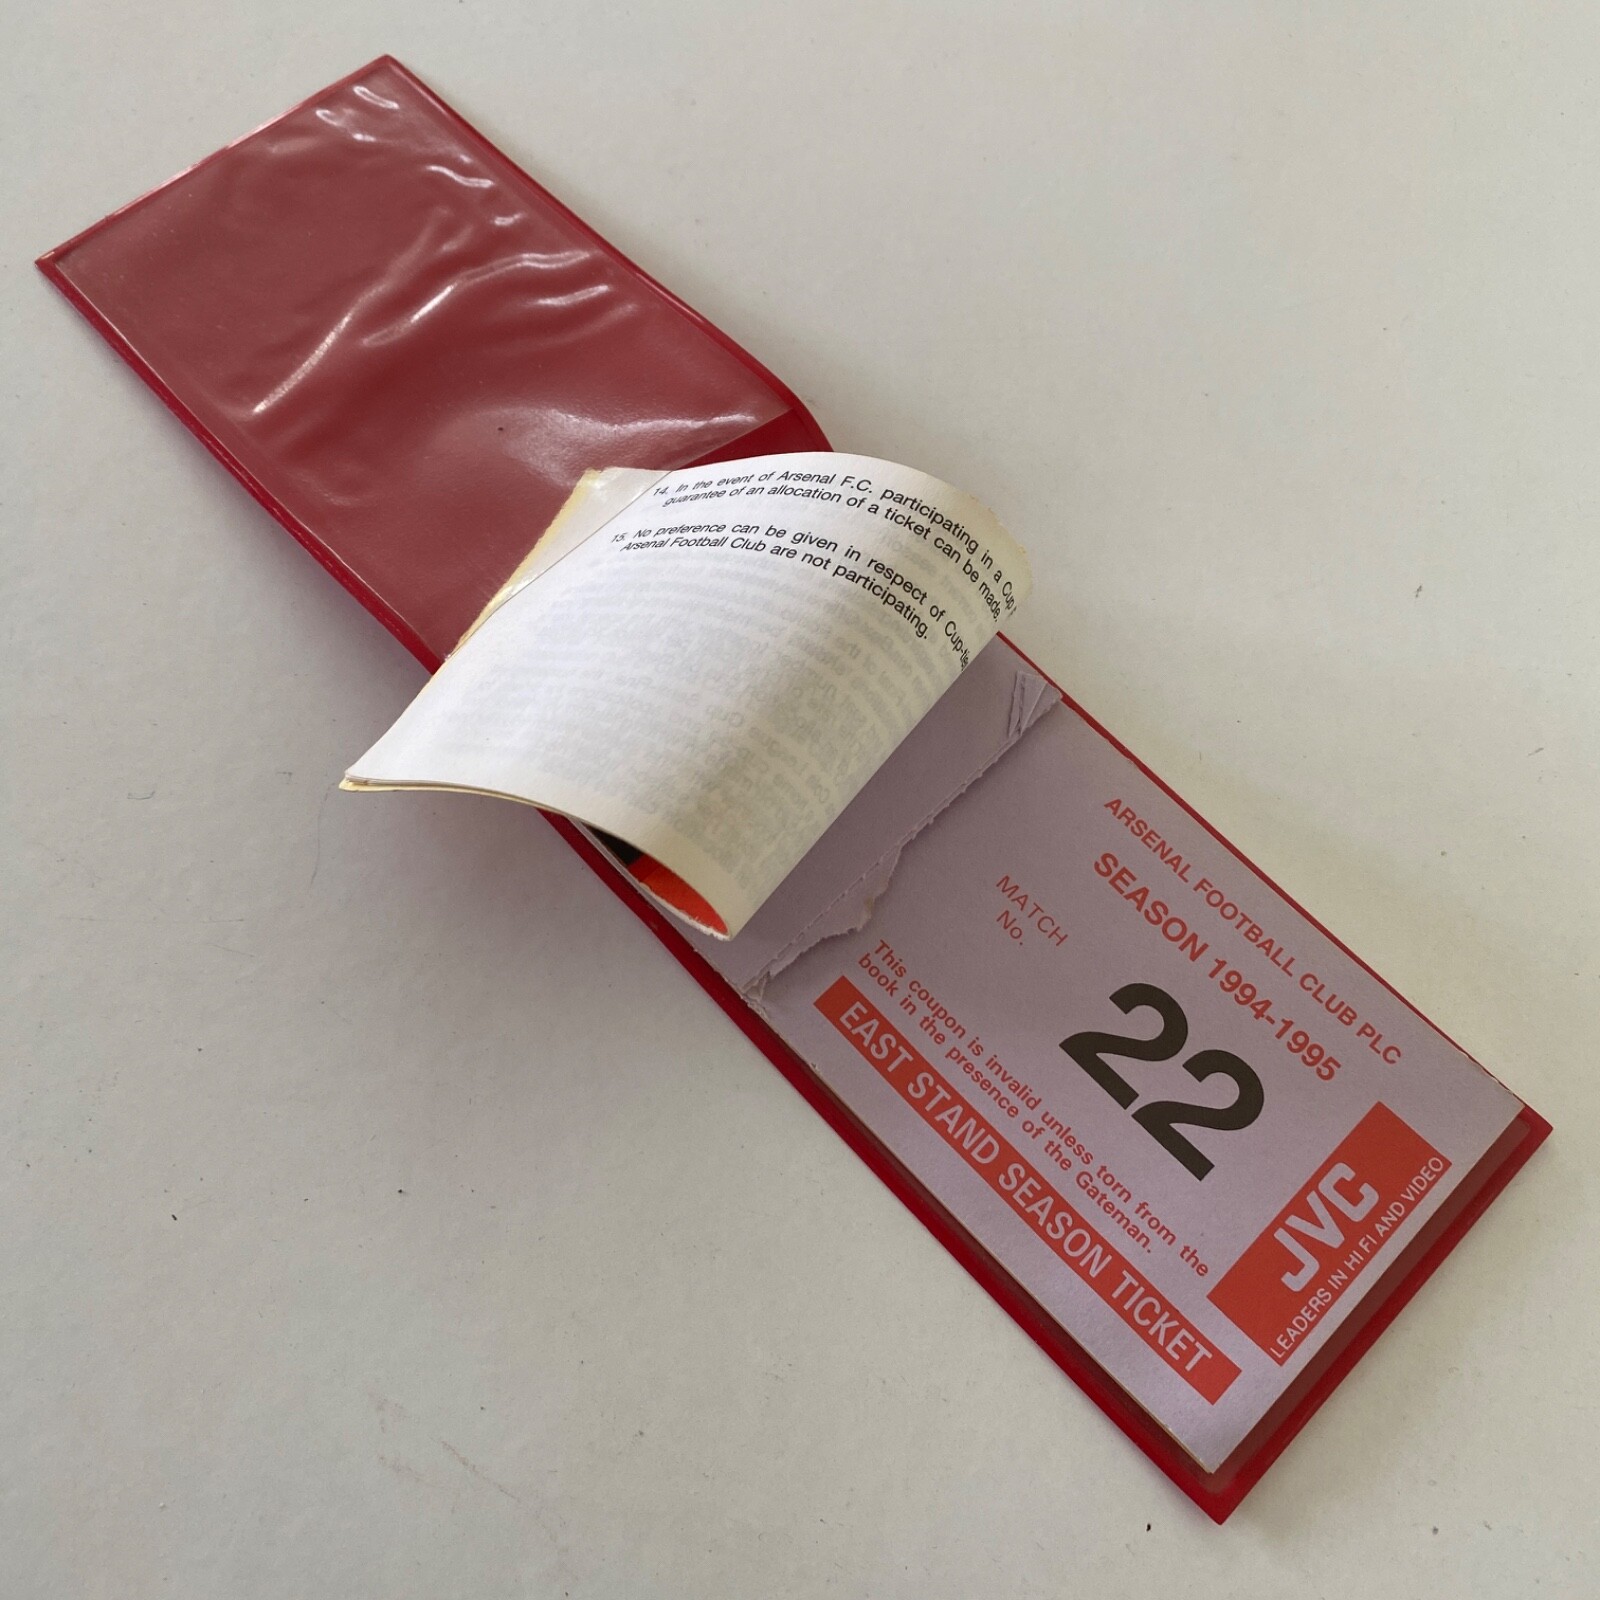 14. In the event of Arsenal F.C. participating in a Cup
guarantee of an allocation of a ticket can be made.
15. No preference can be given in respect of Cup-tie
Arsenal Football Club are not participating.
ARSENAL FOOTBALL CLUB PLC
SEASON 1994-1995
MATCH
No.
22
This coupon is invalid unless torn from the
book in the presence of the Gateman.
EAST STAND SEASON TICKET
JVC
LEADERS IN HI FI AND VIDEO